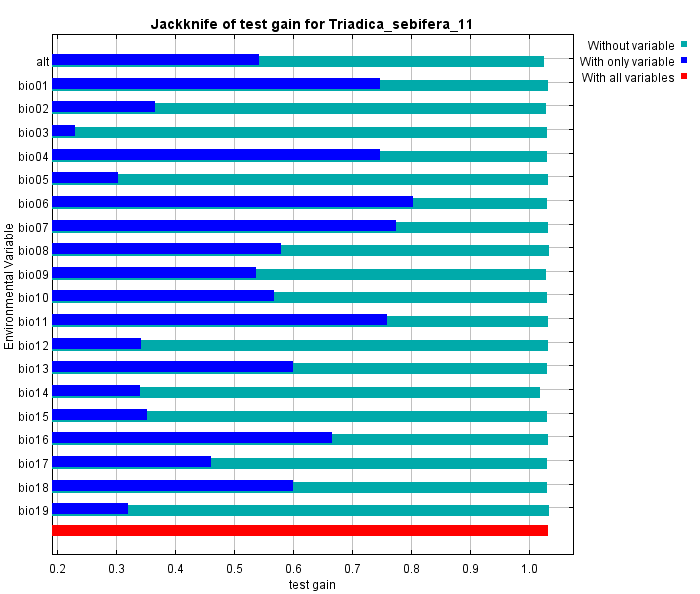 Jackknife of test gain for Triadica_sebifera_11
Without variable
With only variable
With all variables
Environmental Variable
alt
bio01
bio02
bio03
bio04
bio05
bio06
bio07
bio08
bio09
bio10
bio11
bio12
bio13
bio14
bio15
bio16
bio17
bio18
bio19
0.2 0.3 0.4 0.5 0.6 0.7 0.8 0.9 1.0
test gain